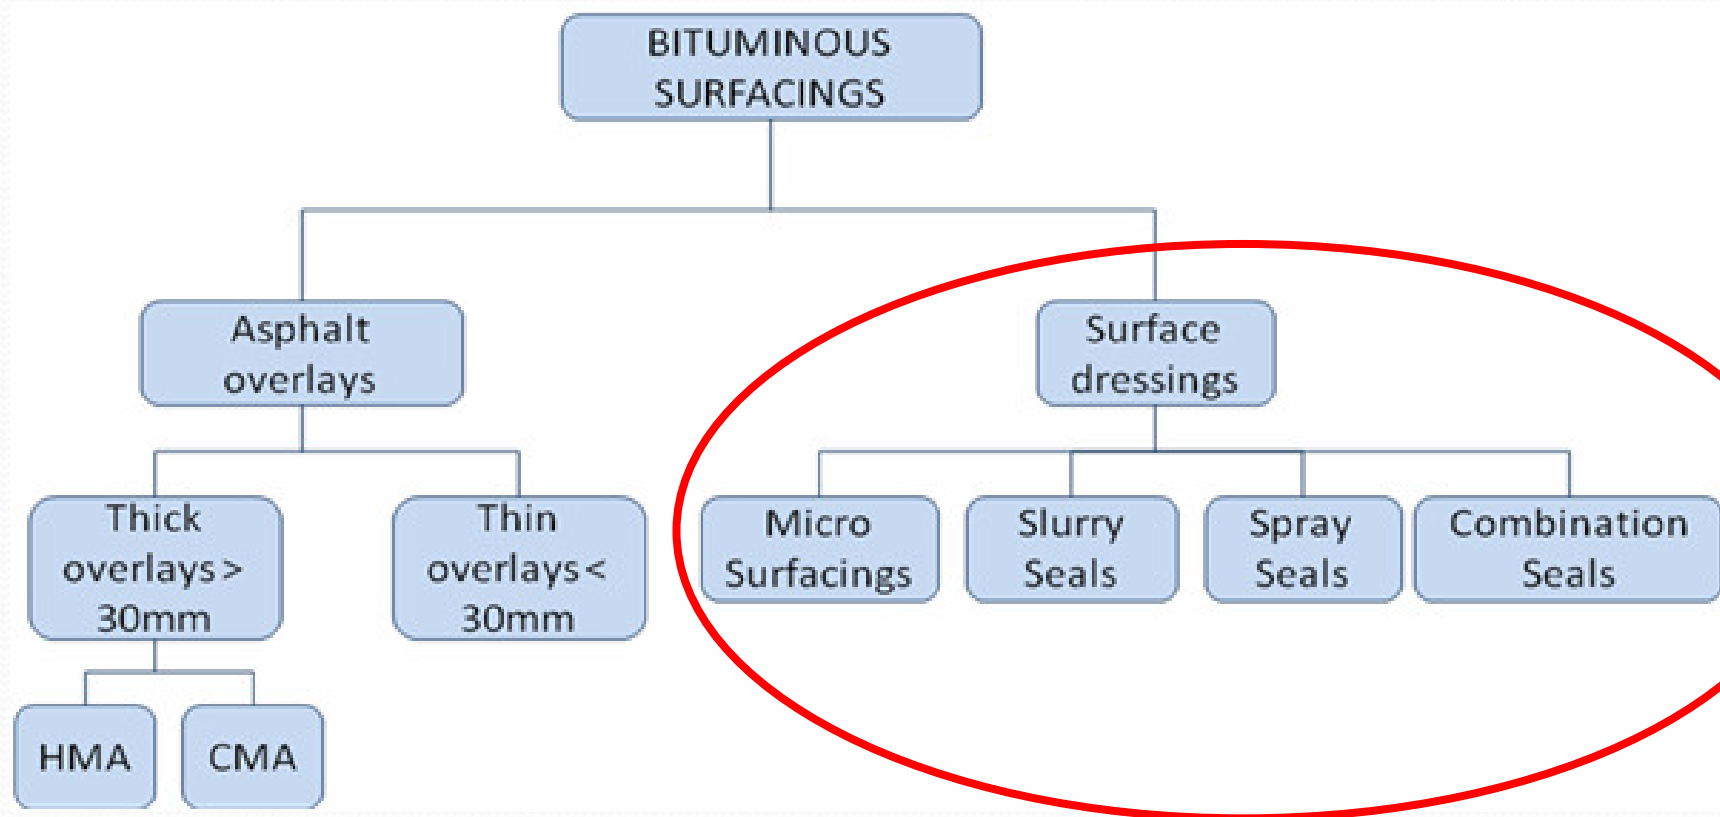 BITUMINOUS
SURFACINGS
Asphalt
overlays
Surface
dressings
Thick
overlays >
30mm
Thin
overlays <
30mm
Micro
Surfacings
Slurry
Seals
Spray
Seals
Combination
Seals
HMA
CMA